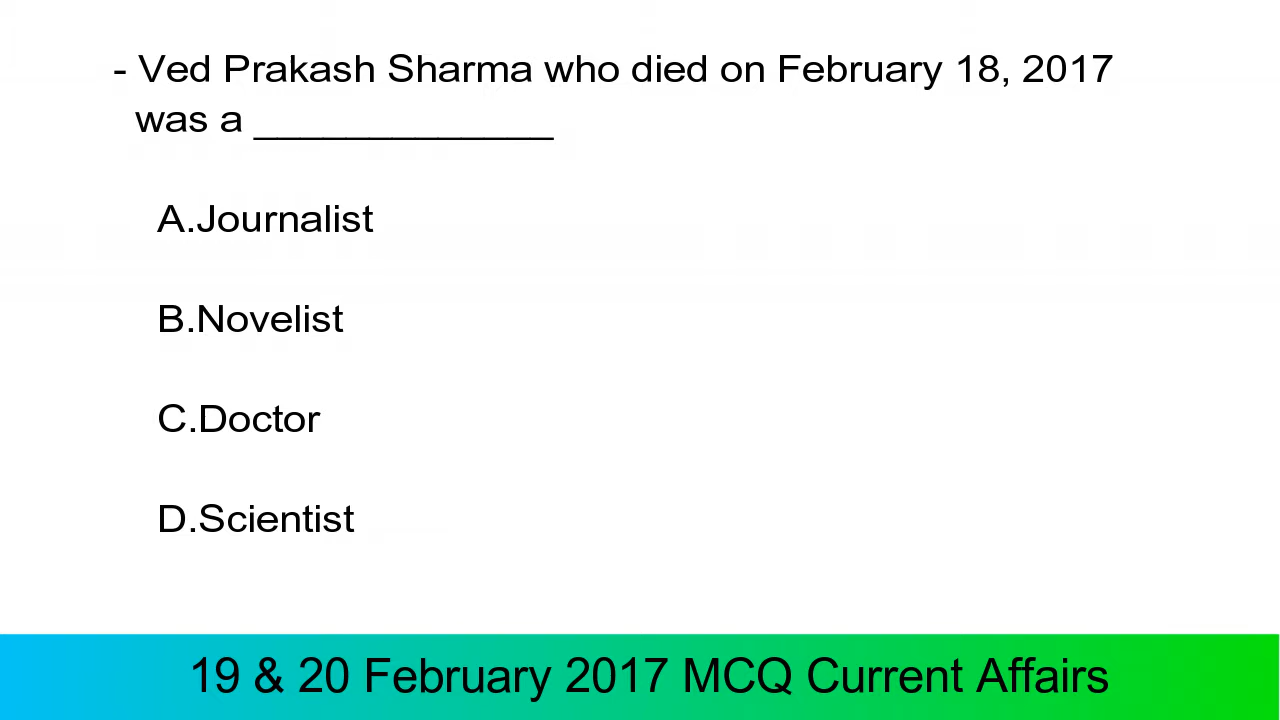 - Ved Prakash Sharma who died on February 18, 2017
was a _____________
A.Journalist
B.Novelist
C.Doctor
D.Scientist
19 & 20 February 2017 MCQ Current Affairs